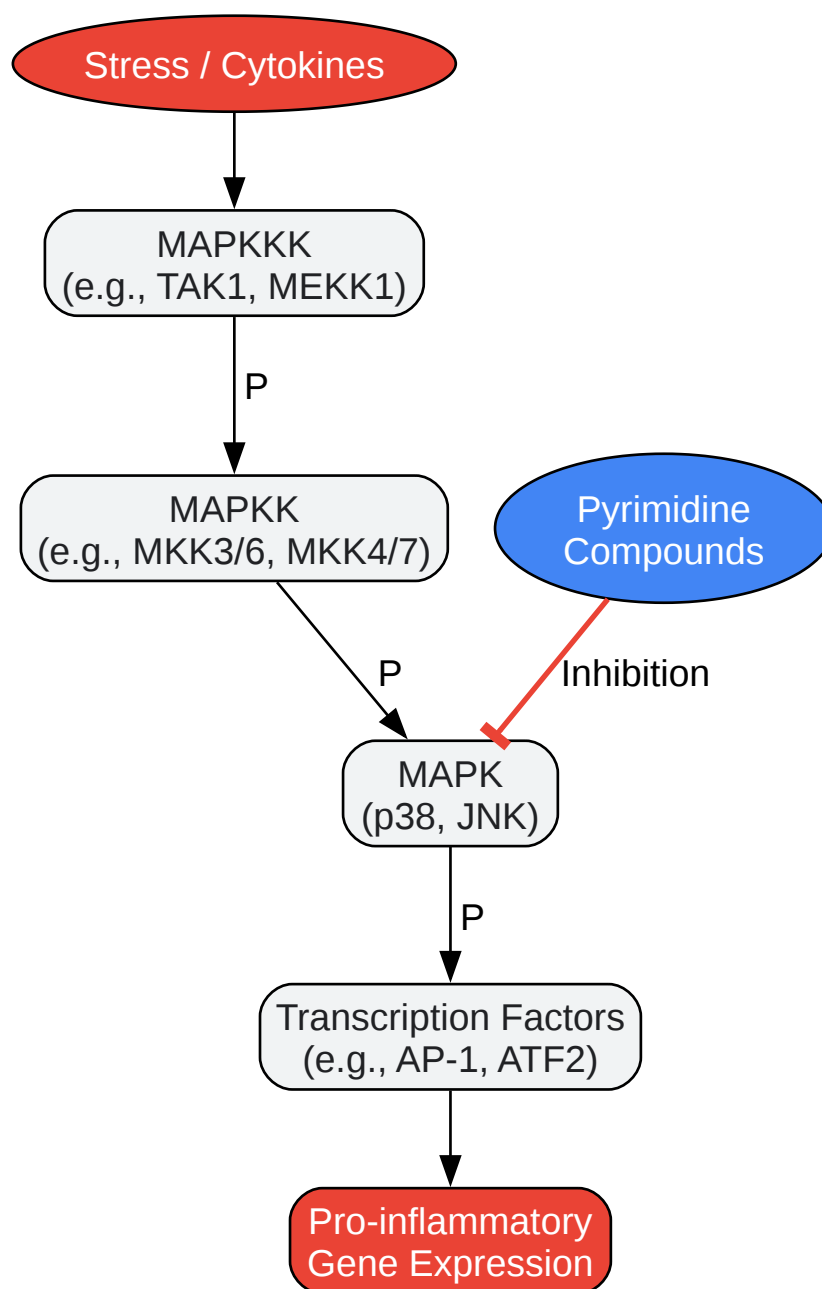 Stress / Cytokines
MAPKKK
(e.g., TAK1, MEKK1)
P
MAPKK
(e.g., MKK3/6, MKK4/7)
Pyrimidine
Compounds
P
Inhibition
MAPK
(p38, JNK)
P
Transcription Factors
(e.g., AP-1, ATF2)
Pro-inflammatory
Gene Expression